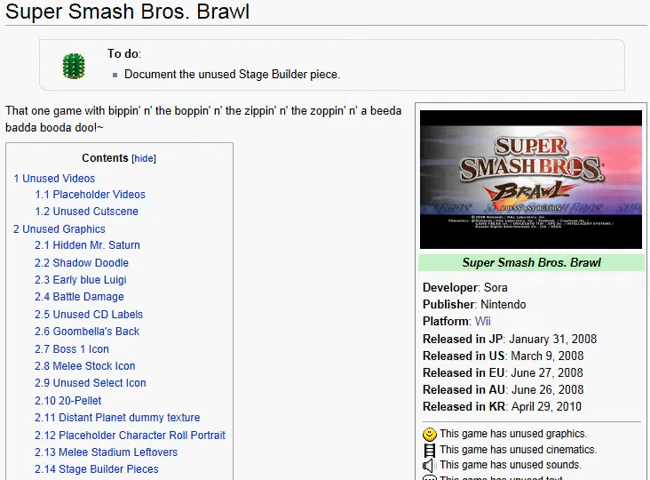 Super Smash Bros. Brawl
To do:
Document the unused Stage Builder piece.
That one game with bippin' n' the boppin' n' the zippin' n' the zoppin' n' a beeda
badda booda doo!~
Contents [hide]
1 Unused Videos
1.1 Placeholder Videos
1.2 Unused Cutscene
2 Unused Graphics
2.1 Hidden Mr. Saturn
2.2 Shadow Doodle
2.3 Early blue Luigi
2.4 Battle Damage
2.5 Unused CD Labels
2.6 Goombella's Back
2.7 Boss 1 Icon
2.8 Melee Stock Icon
2.9 Unused Select Icon
2.10 20-Pellet
2.11 Distant Planet dummy texture
2.12 Placeholder Character Roll Portrait
2.13 Melee Stadium Leftovers
2.14 Stage Builder Pieces
SUPER
SMASH BROS.
BRAWL
Super Smash Bros. Brawl
Developer: Sora
Publisher: Nintendo
Platform: Wii
Released in JP: January 31, 2008
Released in US: March 9, 2008
Released in EU: June 27, 2008
Released in AU: June 26, 2008
Released in KR: April 29, 2010
This game has unused graphics.
This game has unused cinematics.
This game has unused sounds.
This game has unused text.